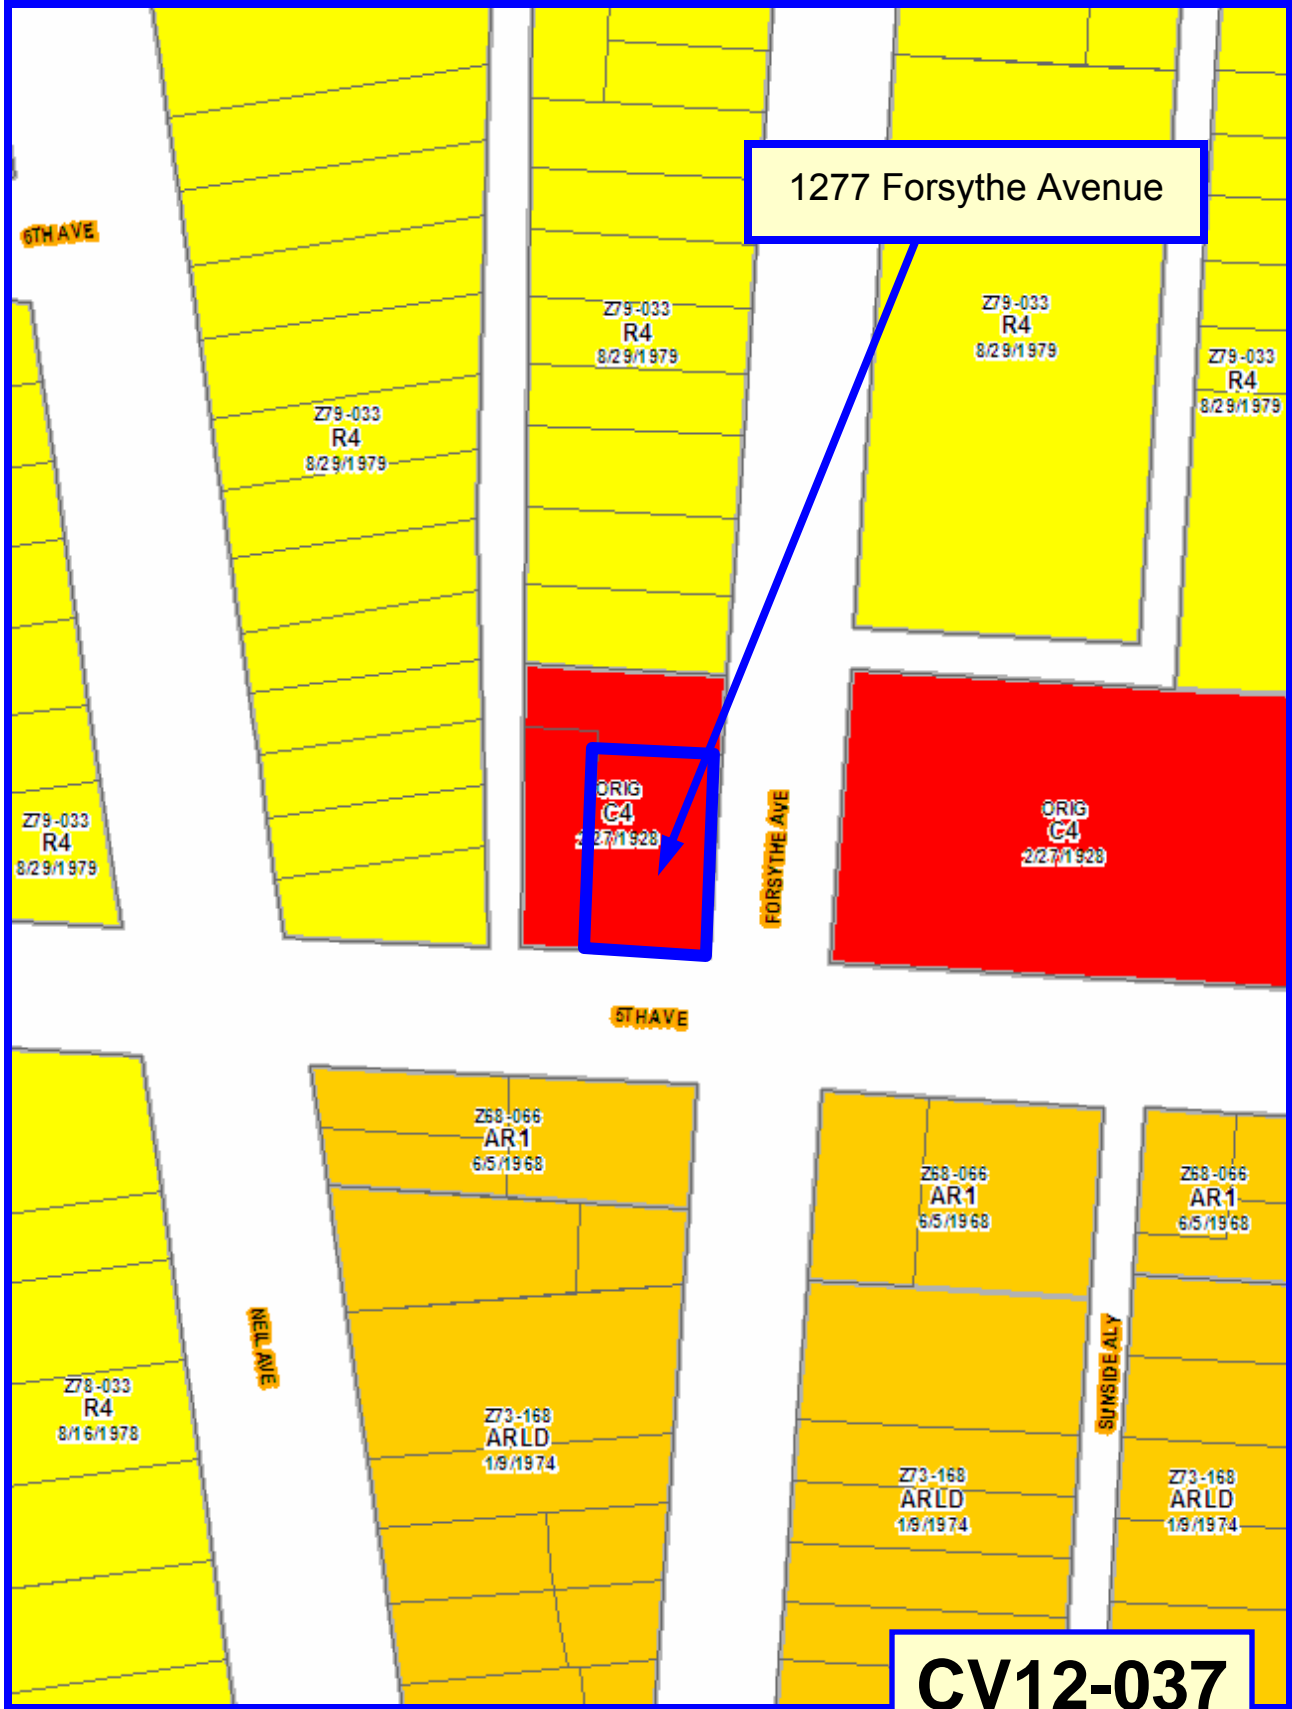 1277 Forsythe Avenue
6TH AVE
Z79-033
R4
8/29/1979
Z79-033
R4
8/29/1979
Z79-033
R4
8/29/1979
Z79-033
R4
8/29/1979
Z79-033
R4
8/29/1979
ORIG
C4
2/27/1928
FORSYTHE AVE
ORIG
C4
2/27/1928
5TH AVE
Z68-066
AR1
6/5/1968
Z68-066
AR1
6/5/1968
Z68-066
AR1
6/5/1968
NEIL AVE
SUNSIDE ALY
Z78-033
R4
8/16/1978
Z73-168
ARLD
1/9/1974
Z73-168
ARLD
1/9/1974
Z73-168
ARLD
1/9/1974
CV12-037